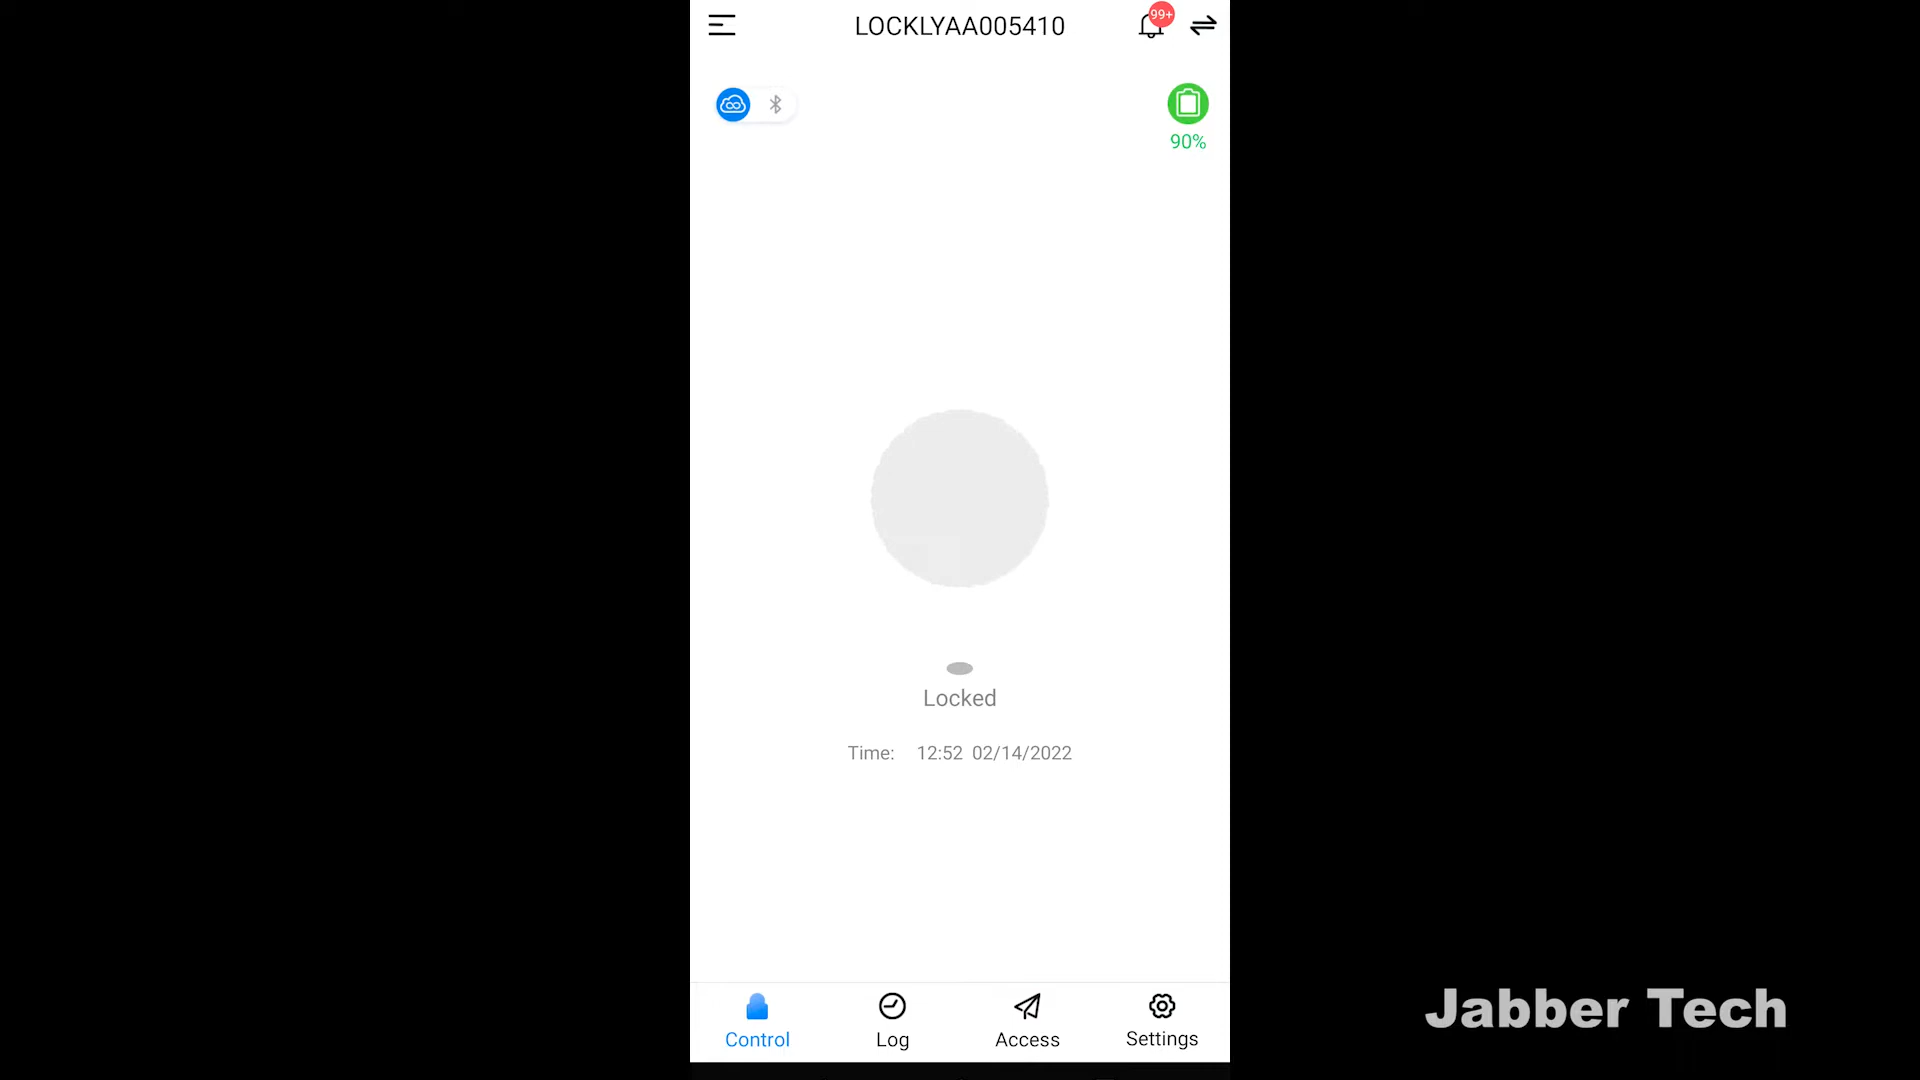 LOCKLYAA005410
99+
90%
Locked
Time: 12:52 02/14/2022
Control
Log
Access
Settings
Jabber Tech